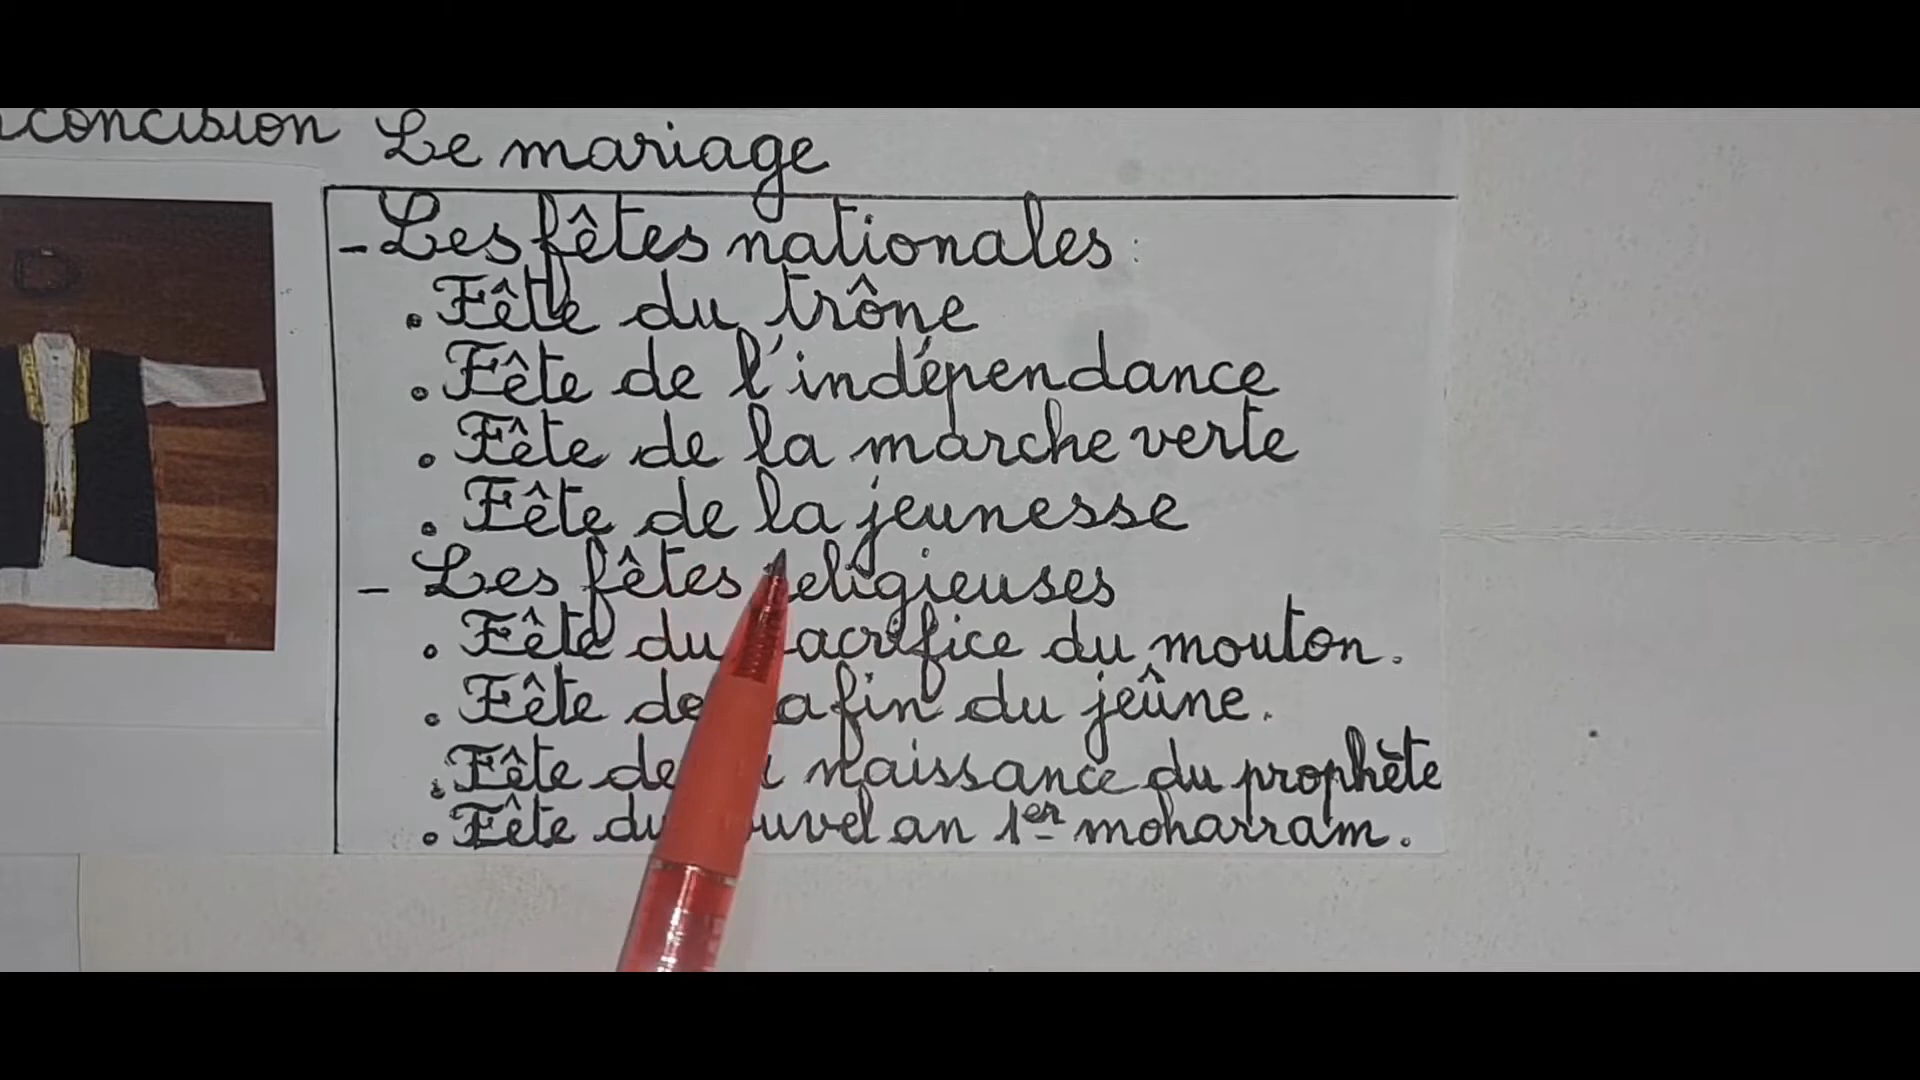 concision Le mariage
- Les fêtes nationales :
. Fête du trône
. Fête de l'indépendance
. Fête de la marche verte
. Fête de la jeunesse
- Les fêtes religieuses
. Fête du sacrifice du mouton.
. Fête de la fin du jeûne.
. Fête de la naissance du prophète
. Fête du nouvel an 1er moharram.